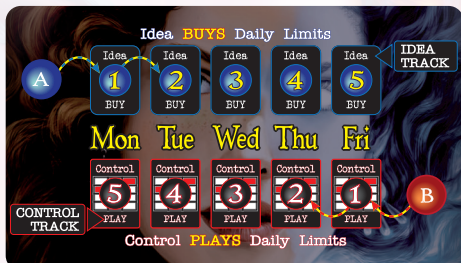 Idea BUYS Daily Limits
Idea Idea Idea Idea Idea
1 2 3 4 5
BUY BUY BUY BUY BUY
IDEA
TRACK
A
Mon Tue Wed Thu Fri
Control Control Control Control Control
5 4 3 2 1
PLAY PLAY PLAY PLAY PLAY
B
CONTROL
TRACK
Control PLAYS Daily Limits